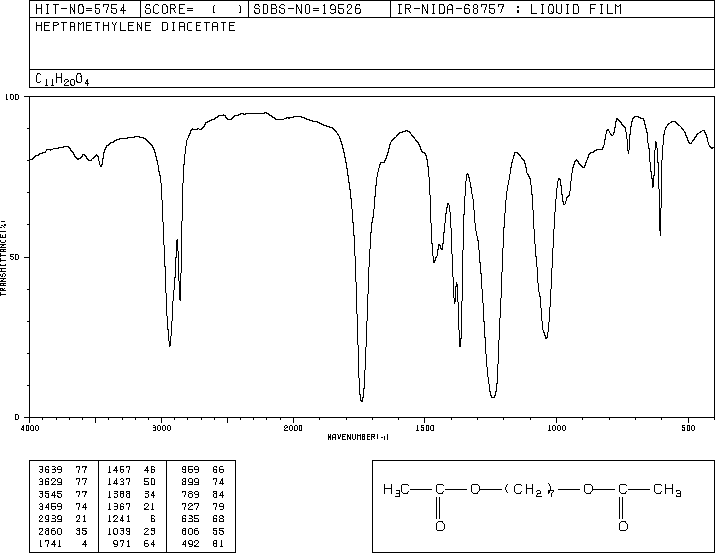 HIT-NO=5754 SCORE= ( ) SDBS-NO=19526 IR-NIDA-68757 : LIQUID FILM
HEPTAMETHYLENE DIACETATE
C11H20O4
100
50
0
TRANSMITTANCE(%)
4000 3000 2000 1500 1000 500
WAVENUMBER(-1)
3639 77 1467 46 969 66
3629 77 1437 50 899 74
3545 77 1388 34 789 84
3459 74 1367 21 727 79
2939 21 1241 6 635 68
2860 35 1039 23 606 55
1741 4 971 64 492 81
H3C C O (CH2)7 O C CH3
O O